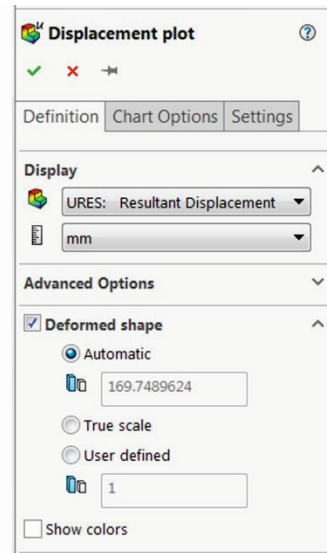 Displacement plot
Definition Chart Options Settings
Display
URES: Resultant Displacement
mm
Advanced Options
Deformed shape
Automatic
169.7489624
True scale
User defined
1
Show colors